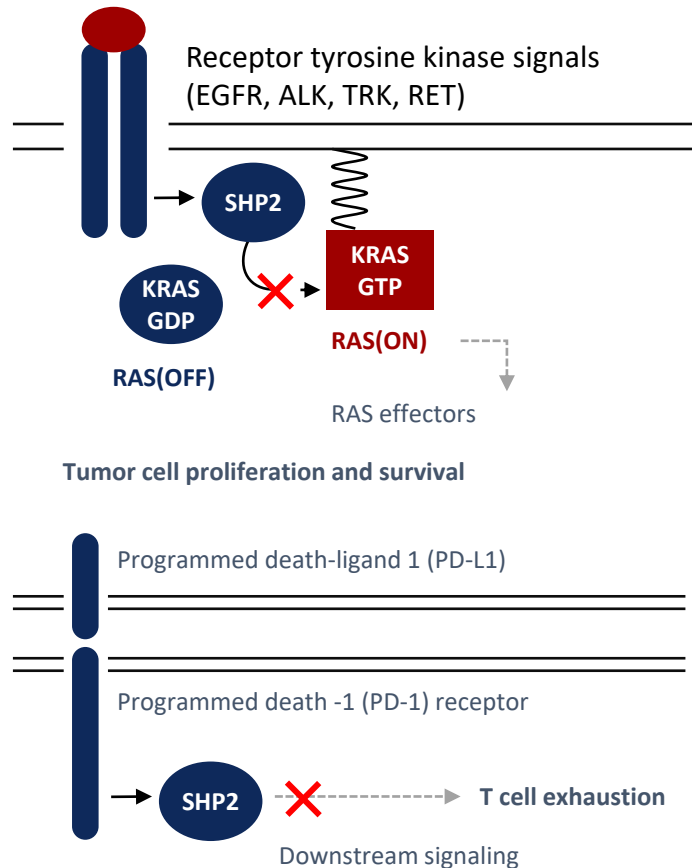 Receptor tyrosine kinase signals
(EGFR, ALK, TRK, RET)
SHP2
KRAS
GTP
KRAS
GDP
RAS(ON)
RAS(OFF)
RAS effectors
Tumor cell proliferation and survival
Programmed death-ligand 1 (PD-L1)
Programmed death -1 (PD-1) receptor
SHP2
T cell exhaustion
Downstream signaling